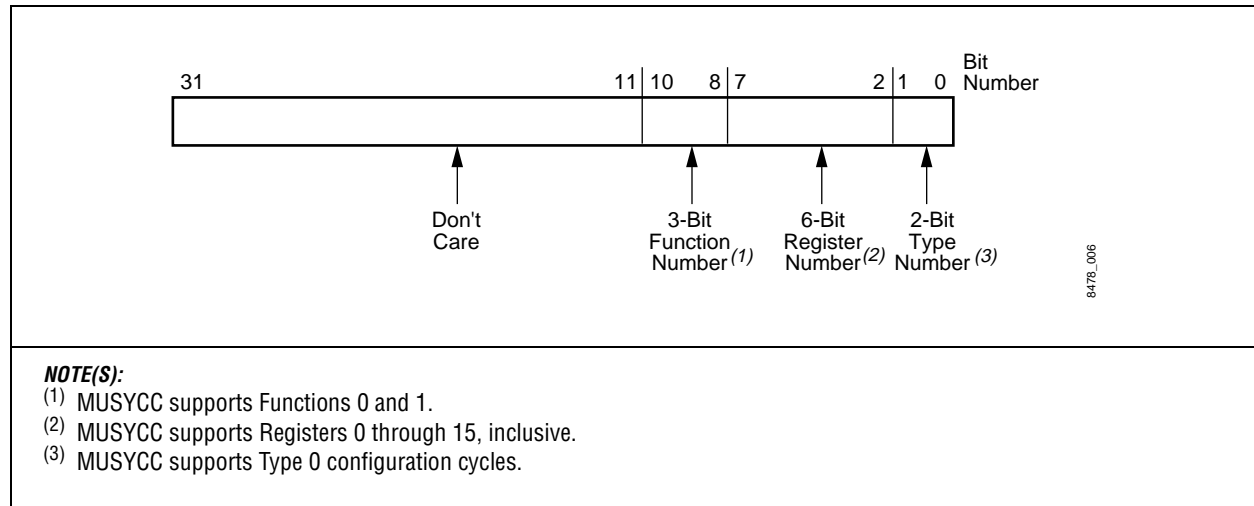 Bit
31 11 10 8 7 2 1 0 Number
Don't
Care
3-Bit
Function
Number (1)
6-Bit
Register
Number (2)
2-Bit
Type
Number (3)
8478_006
NOTE(S):
(1) MUSYCC supports Functions 0 and 1.
(2) MUSYCC supports Registers 0 through 15, inclusive.
(3) MUSYCC supports Type 0 configuration cycles.